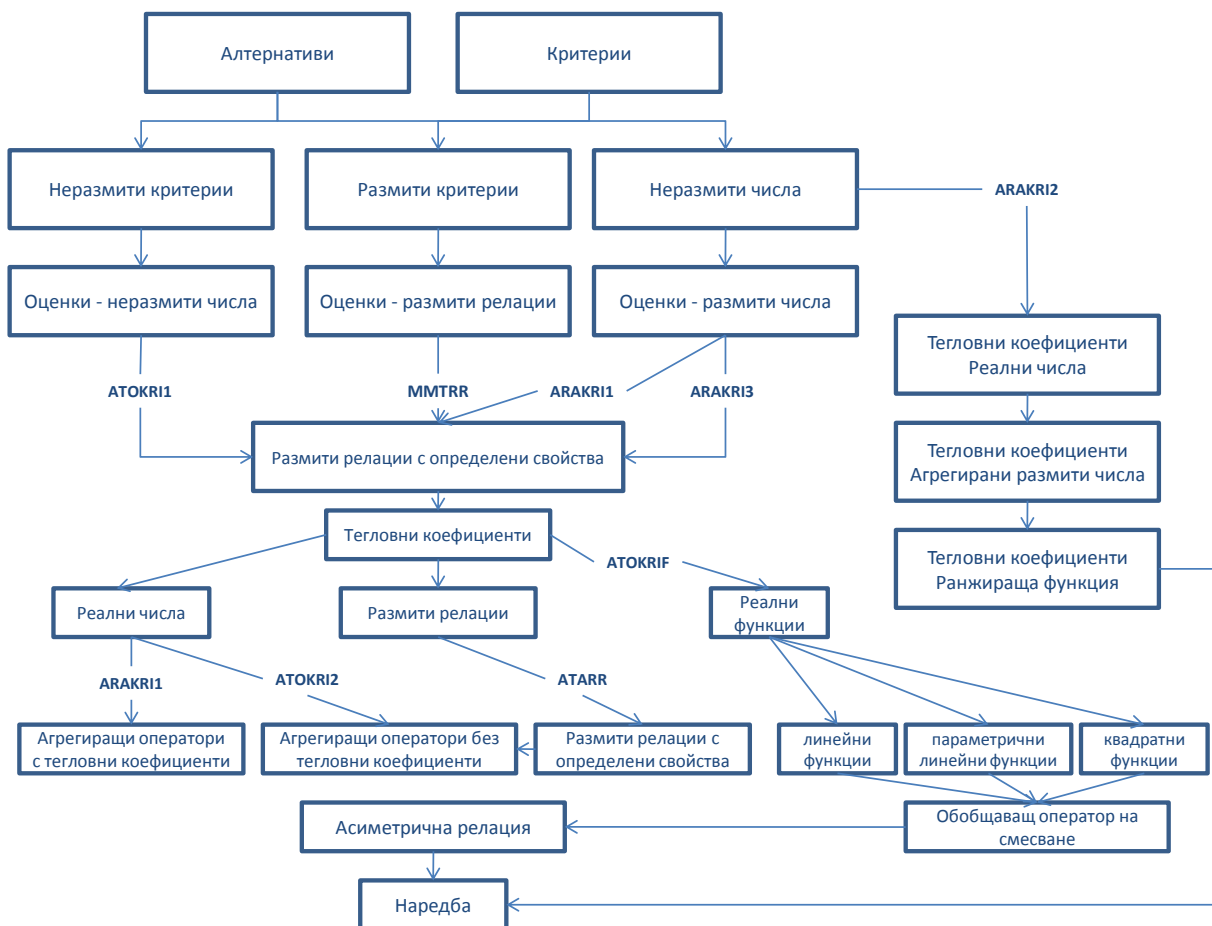 Алтернативи
Критерии
Неразмити критерии
Размити критерии
Неразмити числа
ARAKRI2
Оценки - неразмити числа
Оценки - размити релации
Оценки - размити числа
Тегловни коефициенти
Реални числа
ATOKRI1
MMTRR
ARAKRI1
ARAKRI3
Размити релации с определени свойства
Тегловни коефициенти
Агрегирани размити числа
Тегловни коефициенти
ATOKRIF
Тегловни коефициенти
Ранжираща функция
Реални числа
Размити релации
Реални
функции
ARAKRI1
ATOKRI2
ATARR
Агрегиращи оператори
с тегловни коефициенти
Агрегиращи оператори без
тегловни коефициенти
Размити релации с
определени свойства
линейни
функции
параметрични
линейни функции
квадратни
функции
Асиметрична релация
Обобщаващ оператор на
смесване
Наредба